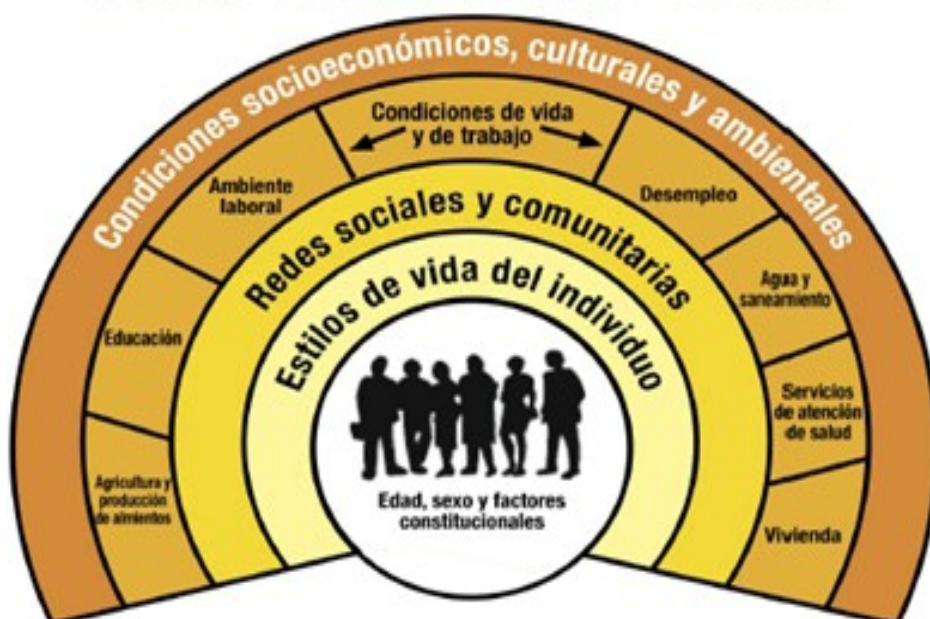 Condiciones socioeconómicos, culturales y ambientales
Condiciones de vida
y de trabajo
Ambiente
laboral
Desempleo
Educación
Agua y
saneamiento
Agricultura y
producción
de almientos
Servicios
de atención
de salud
Vivienda
Redes sociales y comunitarias
Estilos de vida del individuo
Edad, sexo y factores
constitucionales